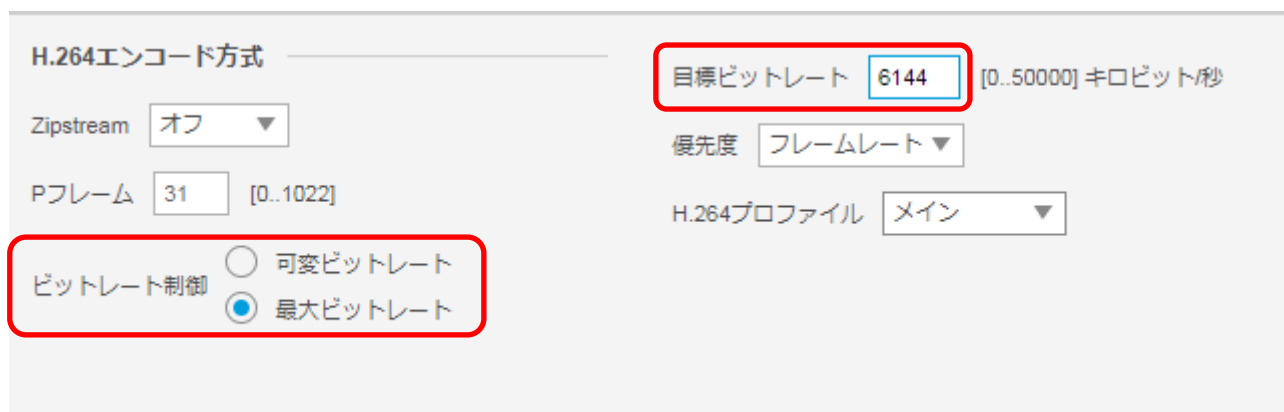 H.264エンコード方式
Zipstream オフ
Pフレーム 31 [0..1022]
ビットレート制御
可変ビットレート
最大ビットレート
目標ビットレート 6144 [0..50000] キロビット/秒
優先度 フレームレート
H.264プロファイル メイン